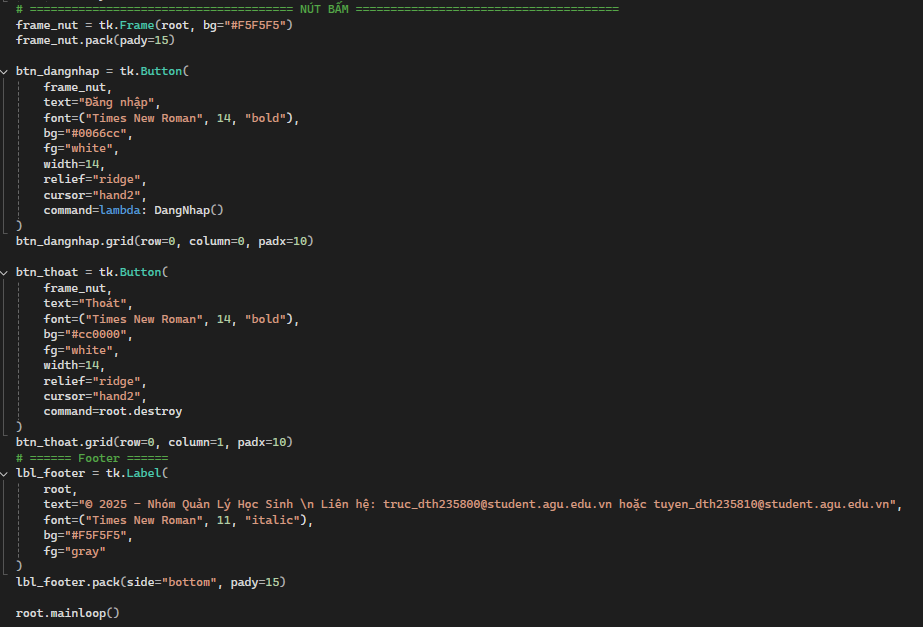 # ====================================== NÚT BẤM ======================================
frame_nut = tk.Frame(root, bg="#F5F5F5")
frame_nut.pack(pady=15)
btn_dangnhap = tk.Button(
frame_nut,
text="Đăng nhập",
font=("Times New Roman", 14, "bold"),
bg="#0066cc",
fg="white",
width=14,
relief="ridge",
cursor="hand2",
command=lambda: DangNhap()
)
btn_dangnhap.grid(row=0, column=0, padx=10)
btn_thoat = tk.Button(
frame_nut,
text="Thoát",
font=("Times New Roman", 14, "bold"),
bg="#cc0000",
fg="white",
width=14,
relief="ridge",
cursor="hand2",
command=root.destroy
)
btn_thoat.grid(row=0, column=1, padx=10)
# ====== Footer ======
lbl_footer = tk.Label(
root,
text="© 2025 - Nhóm Quản Lý Học Sinh \n Liên hệ: truc_dth235800@student.agu.edu.vn hoặc tuyen_dth235810@student.agu.edu.vn",
font=("Times New Roman", 11, "italic"),
bg="#F5F5F5",
fg="gray"
)
lbl_footer.pack(side="bottom", pady=15)
root.mainloop()